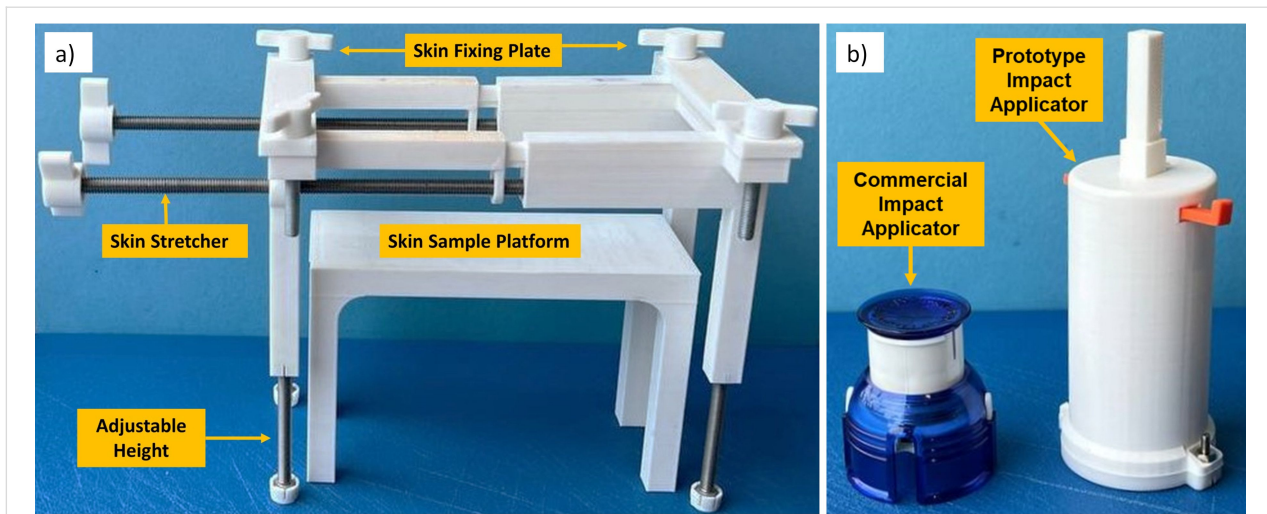 a)
Skin Fixing Plate
Skin Stretcher
Skin Sample Platform
Adjustable
Height
b)
Prototype
Impact
Applicator
Commercial
Impact
Applicator